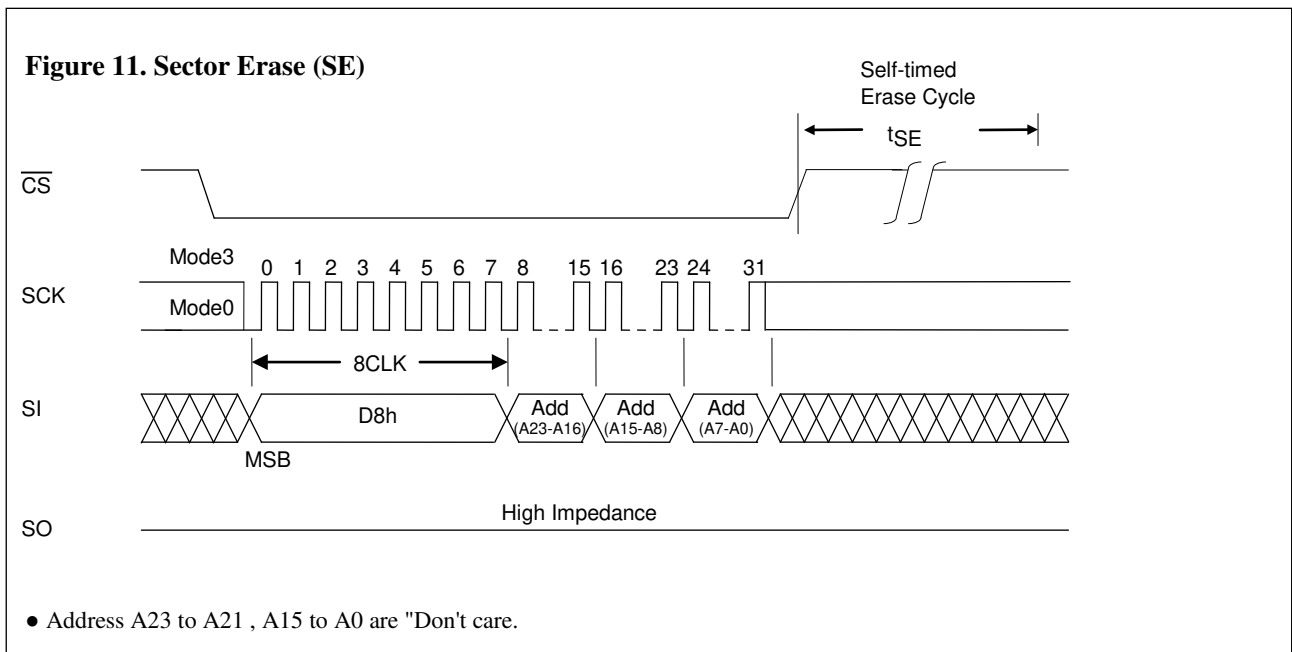 Figure 11. Sector Erase (SE)
Self-timed
Erase Cycle
tSE
CS
Mode3
SCK
Mode0
0 1 2 3 4 5 6 7 8 15 16 23 24 31
8CLK
SI
D8h
Add
(A23-A16)
Add
(A15-A8)
Add
(A7-A0)
MSB
High Impedance
SO
● Address A23 to A21 , A15 to A0 are "Don't care.